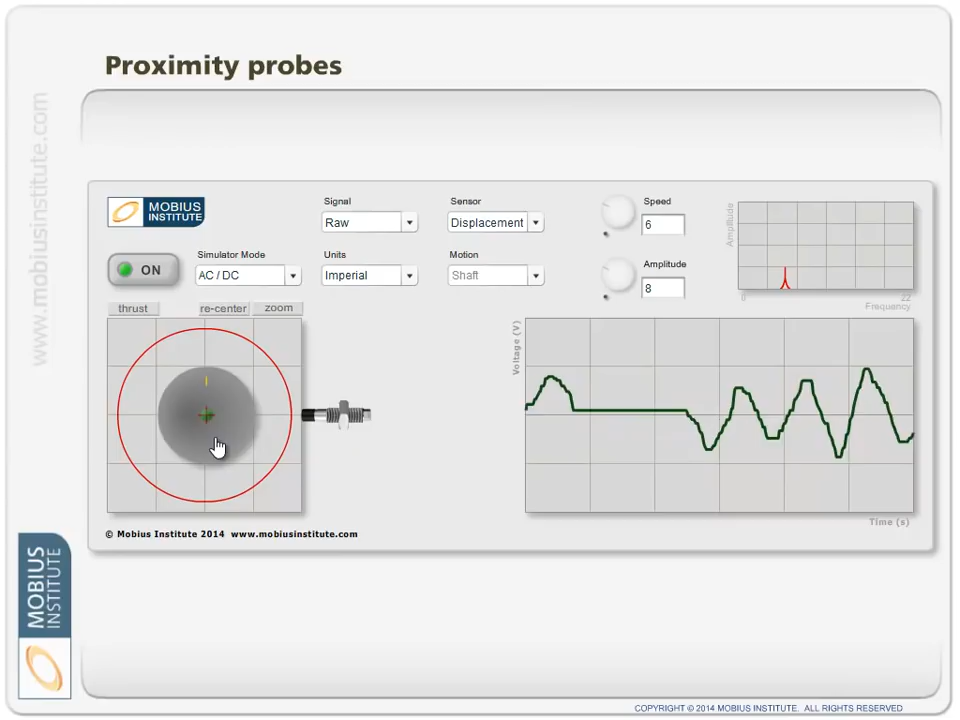 Proximity probes
www.mobiusinstitute.com
MOBIUS
INSTITUTE
Signal
Raw
Sensor
Displacement
Speed
6
Amplitude
ON
Simulator Mode
AC / DC
Units
Imperial
Motion
Shaft
Amplitude
8
0
22
Frequency
thrust
re-center
zoom
Voltage (V)
Time (s)
© Mobius Institute 2014 www.mobiusinstitute.com
MOBIUS
INSTITUTE
COPYRIGHT © 2014 MOBIUS INSTITUTE. ALL RIGHTS RESERVED